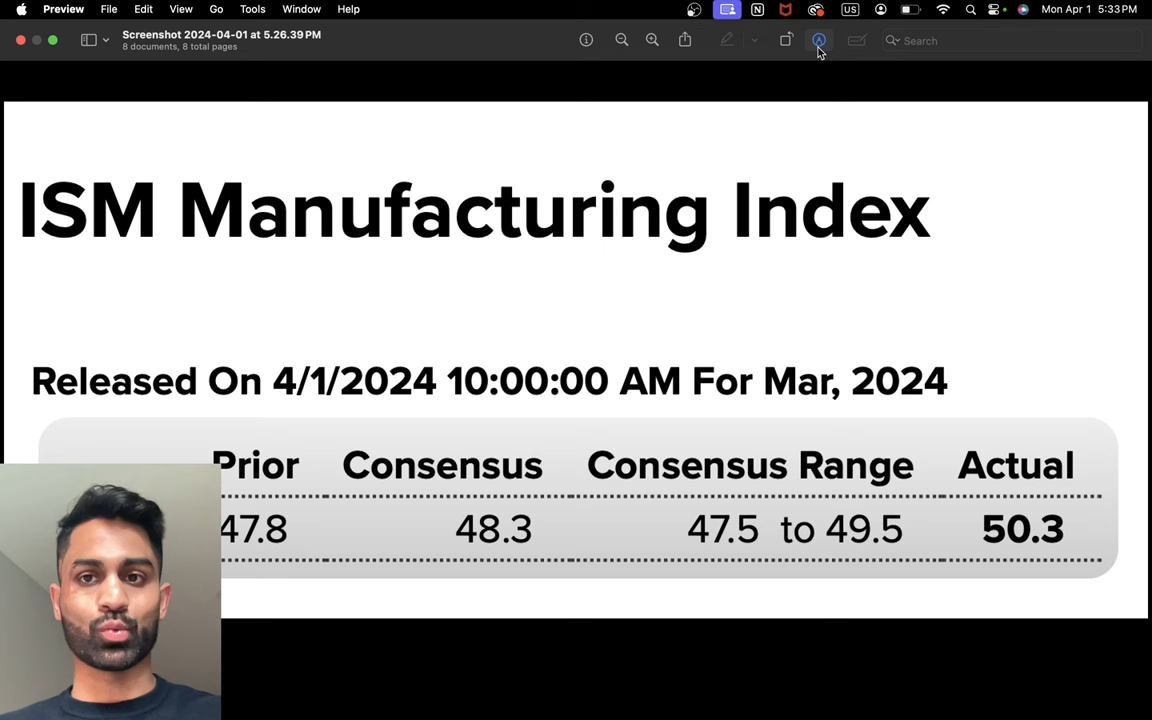 Preview File Edit View Go Tools Window Help US Mon Apr 1 5:33 PM
Screenshot 2024-04-01 at 5.26.39 PM
8 documents, 8 total pages
Search
ISM Manufacturing Index
Released On 4/1/2024 10:00:00 AM For Mar, 2024
Prior Consensus Consensus Range Actual
47.8 48.3 47.5 to 49.5 50.3